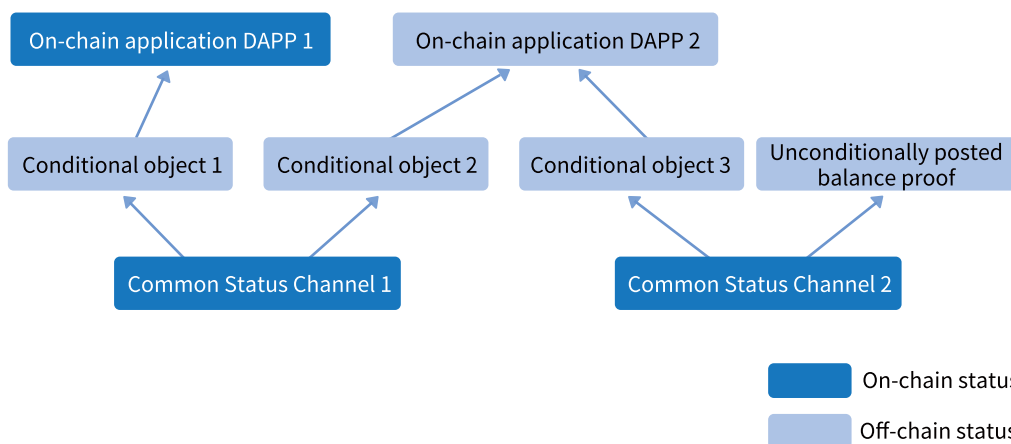 On-chain application DAPP 1
On-chain application DAPP 2
Conditional object 1
Conditional object 2
Conditional object 3
Unconditionally posted
balance proof
Common Status Channel 1
Common Status Channel 2
On-chain status
Off-chain status